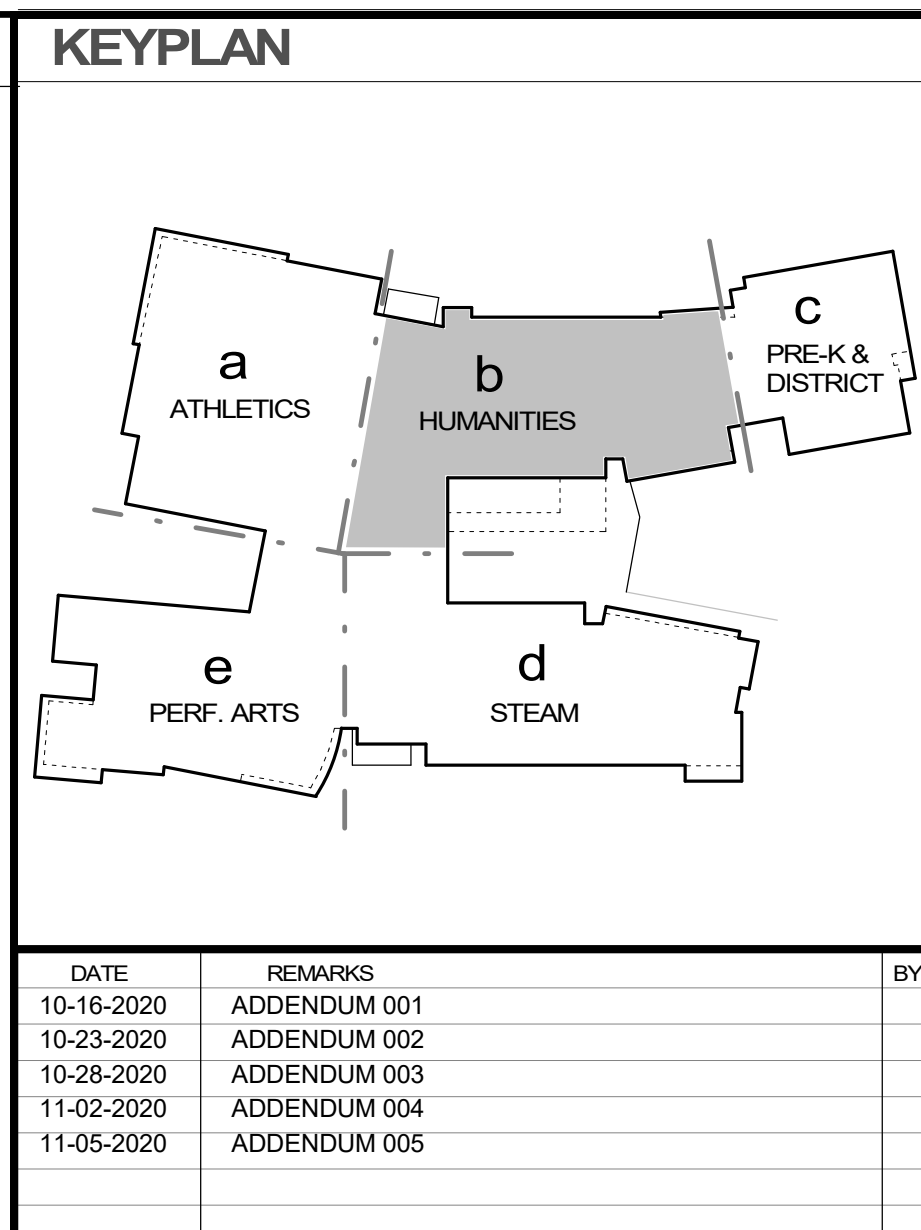 KEYPLAN
a
ATHLETICS
b
HUMANITIES
c
PRE-K &
DISTRICT
e
PERF. ARTS
d
STEAM
DATE REMARKS BY
10-16-2020 ADDENDUM 001
10-23-2020 ADDENDUM 002
10-28-2020 ADDENDUM 003
11-02-2020 ADDENDUM 004
11-05-2020 ADDENDUM 005